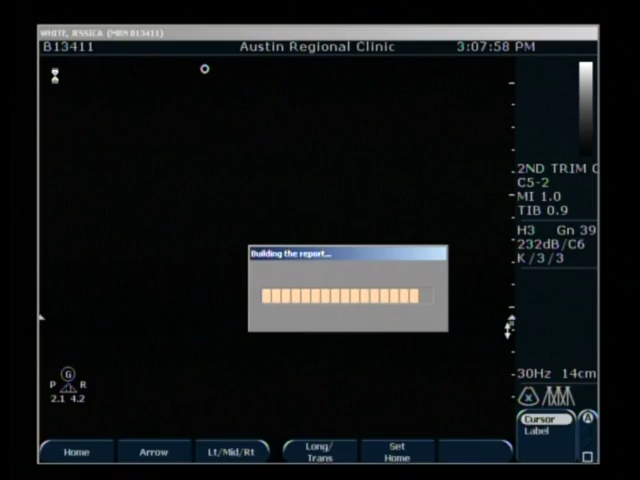 WHITE, JESSICA (MRN B13411)
B13411 Austin Regional Clinic 3:07:58 PM
2ND TRIM
C5-2
MI 1.0
TIB 0.9
H3 Gn 39
232dB/C6
K/3/3
Building the report...
30Hz 14cm
G
P R
2.1 4.2
X
Cursor
Label
A
Home
Arrow
Lt/Mid/Rt
Long/
Trans
Set
Home